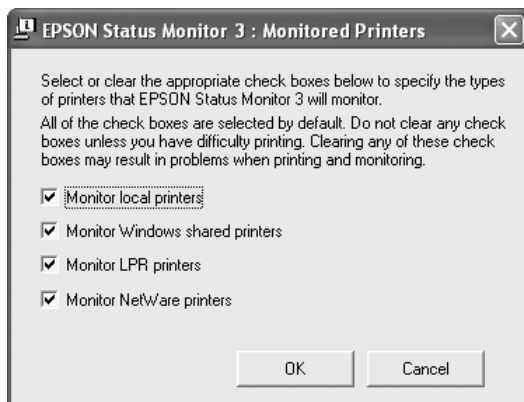 EPSON Status Monitor 3 : Monitored Printers
Select or clear the appropriate check boxes below to specify the types
of printers that EPSON Status Monitor 3 will monitor.
All of the check boxes are selected by default. Do not clear any check
boxes unless you have difficulty printing. Clearing any of these check
boxes may result in problems when printing and monitoring.
Monitor local printers
Monitor Windows shared printers
Monitor LPR printers
Monitor NetWare printers
OK
Cancel